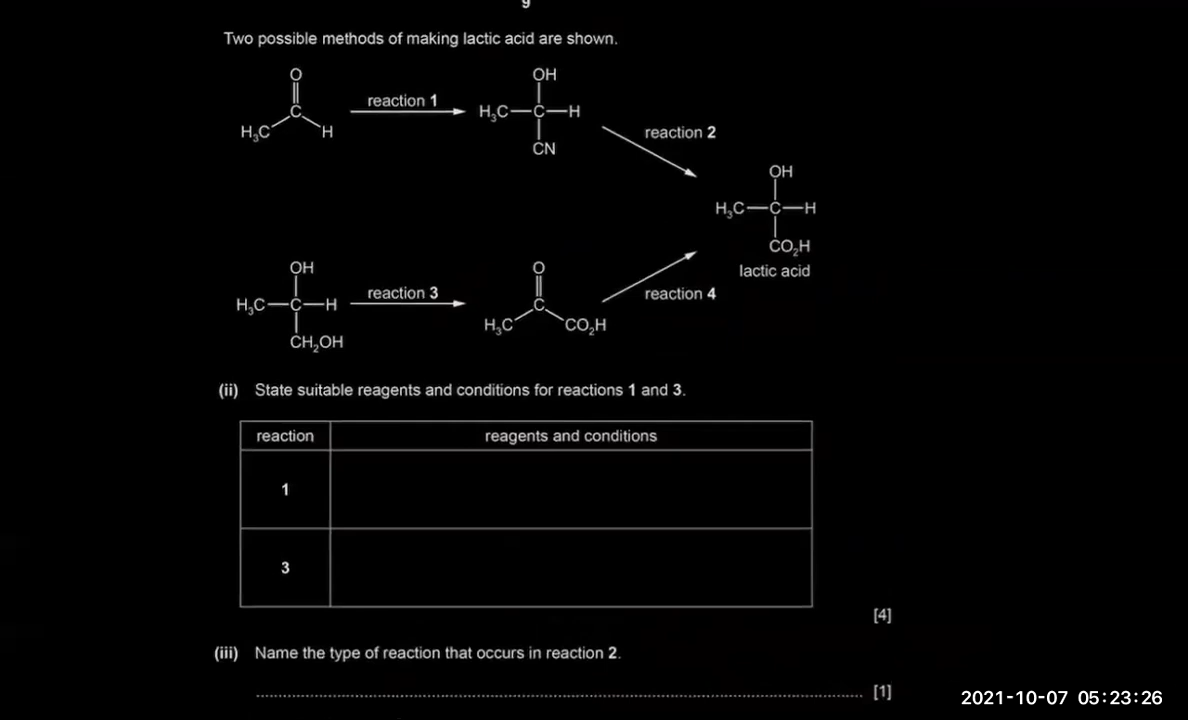 9
Two possible methods of making lactic acid are shown.
O
C
H₃C
H
reaction 1
OH
H₃C—C—H
CN
reaction 2
OH
H₃C—C—H
CO₂H
lactic acid
OH
H₃C—C—H
CH₂OH
reaction 3
O
C
H₃C
CO₂H
reaction 4
(ii) State suitable reagents and conditions for reactions 1 and 3.
reaction reagents and conditions
1
3
[4]
(iii) Name the type of reaction that occurs in reaction 2.
[1]
2021-10-07 05:23:26